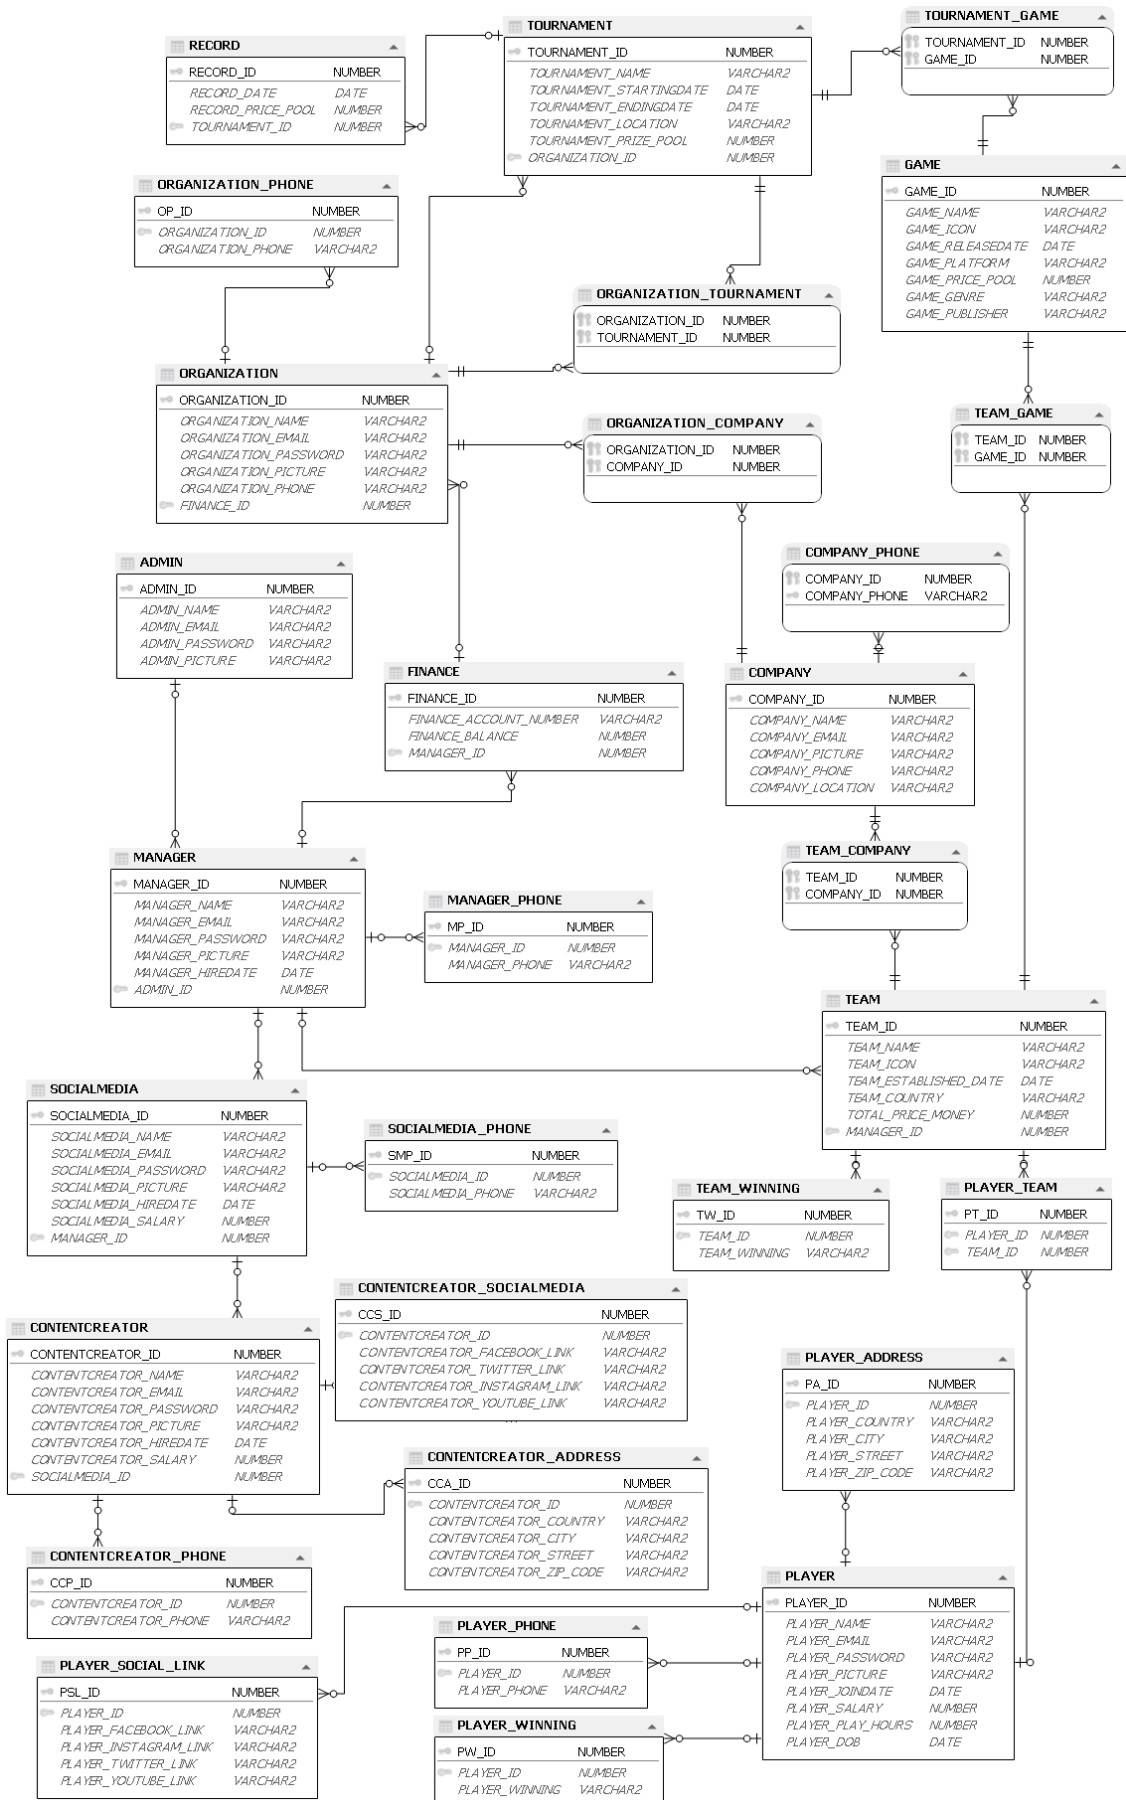 RECORD
RECORD_ID NUMBER
RECORD_DATE DATE
RECORD_PRICE_POOL NUMBER
TOURNAMENT_ID NUMBER
TOURNAMENT
TOURNAMENT_ID NUMBER
TOURNAMENT_NAME VARCHAR2
TOURNAMENT_STARTINGDATE DATE
TOURNAMENT_ENDINGDATE DATE
TOURNAMENT_LOCATION VARCHAR2
TOURNAMENT_PRIZE_POOL NUMBER
ORGANIZATION_ID NUMBER
TOURNAMENT_GAME
TOURNAMENT_ID NUMBER
GAME_ID NUMBER
ORGANIZATION_PHONE
OP_ID NUMBER
ORGANIZATION_ID NUMBER
ORGANIZATION_PHONE VARCHAR2
GAME
GAME_ID NUMBER
GAME_NAME VARCHAR2
GAME_ICON VARCHAR2
GAME_RELEASEDATE DATE
GAME_PLATFORM VARCHAR2
GAME_PRICE_POOL NUMBER
GAME_GENRE VARCHAR2
GAME_PUBLISHER VARCHAR2
ORGANIZATION_TOURNAMENT
ORGANIZATION_ID NUMBER
TOURNAMENT_ID NUMBER
ORGANIZATION
ORGANIZATION_ID NUMBER
ORGANIZATION_NAME VARCHAR2
ORGANIZATION_EMAIL VARCHAR2
ORGANIZATION_PASSWORD VARCHAR2
ORGANIZATION_PICTURE VARCHAR2
ORGANIZATION_PHONE VARCHAR2
FINANCE_ID NUMBER
ORGANIZATION_COMPANY
ORGANIZATION_ID NUMBER
COMPANY_ID NUMBER
TEAM_GAME
TEAM_ID NUMBER
GAME_ID NUMBER
ADMIN
ADMIN_ID NUMBER
ADMIN_NAME VARCHAR2
ADMIN_EMAIL VARCHAR2
ADMIN_PASSWORD VARCHAR2
ADMIN_PICTURE VARCHAR2
COMPANY_PHONE
COMPANY_ID NUMBER
COMPANY_PHONE VARCHAR2
FINANCE
FINANCE_ID NUMBER
FINANCE_ACCOUNT_NUMBER VARCHAR2
FINANCE_BALANCE NUMBER
MANAGER_ID NUMBER
COMPANY
COMPANY_ID NUMBER
COMPANY_NAME VARCHAR2
COMPANY_EMAIL VARCHAR2
COMPANY_PICTURE VARCHAR2
COMPANY_PHONE VARCHAR2
COMPANY_LOCATION VARCHAR2
MANAGER
MANAGER_ID NUMBER
MANAGER_NAME VARCHAR2
MANAGER_EMAIL VARCHAR2
MANAGER_PASSWORD VARCHAR2
MANAGER_PICTURE VARCHAR2
MANAGER_HIREDATE DATE
ADMIN_ID NUMBER
TEAM_COMPANY
TEAM_ID NUMBER
COMPANY_ID NUMBER
MANAGER_PHONE
MP_ID NUMBER
MANAGER_ID NUMBER
MANAGER_PHONE VARCHAR2
TEAM
TEAM_ID NUMBER
TEAM_NAME VARCHAR2
TEAM_ICON VARCHAR2
TEAM_ESTABLISHED_DATE DATE
TEAM_COUNTRY VARCHAR2
TOTAL_PRICE_MONEY NUMBER
MANAGER_ID NUMBER
SOCIALMEDIA
SOCIALMEDIA_ID NUMBER
SOCIALMEDIA_NAME VARCHAR2
SOCIALMEDIA_EMAIL VARCHAR2
SOCIALMEDIA_PASSWORD VARCHAR2
SOCIALMEDIA_PICTURE VARCHAR2
SOCIALMEDIA_HIREDATE DATE
SOCIALMEDIA_SALARY NUMBER
MANAGER_ID NUMBER
SOCIALMEDIA_PHONE
SMP_ID NUMBER
SOCIALMEDIA_ID NUMBER
SOCIALMEDIA_PHONE VARCHAR2
TEAM_WINNING
TW_ID NUMBER
TEAM_ID NUMBER
TEAM_WINNING VARCHAR2
PLAYER_TEAM
PT_ID NUMBER
PLAYER_ID NUMBER
TEAM_ID NUMBER
CONTENTCREATOR_SOCIALMEDIA
CCS_ID NUMBER
CONTENTCREATOR_ID NUMBER
CONTENTCREATOR_FACEBOOK_LINK VARCHAR2
CONTENTCREATOR_TWITTER_LINK VARCHAR2
CONTENTCREATOR_INSTAGRAM_LINK VARCHAR2
CONTENTCREATOR_YOUTUBE_LINK VARCHAR2
CONTENTCREATOR
CONTENTCREATOR_ID NUMBER
CONTENTCREATOR_NAME VARCHAR2
CONTENTCREATOR_EMAIL VARCHAR2
CONTENTCREATOR_PASSWORD VARCHAR2
CONTENTCREATOR_PICTURE VARCHAR2
CONTENTCREATOR_HIREDATE DATE
CONTENTCREATOR_SALARY NUMBER
SOCIALMEDIA_ID NUMBER
PLAYER_ADDRESS
PA_ID NUMBER
PLAYER_ID NUMBER
PLAYER_COUNTRY VARCHAR2
PLAYER_CITY VARCHAR2
PLAYER_STREET VARCHAR2
PLAYER_ZIP_CODE VARCHAR2
CONTENTCREATOR_ADDRESS
CCA_ID NUMBER
CONTENTCREATOR_ID NUMBER
CONTENTCREATOR_COUNTRY VARCHAR2
CONTENTCREATOR_CITY VARCHAR2
CONTENTCREATOR_STREET VARCHAR2
CONTENTCREATOR_ZIP_CODE VARCHAR2
CONTENTCREATOR_PHONE
CCP_ID NUMBER
CONTENTCREATOR_ID NUMBER
CONTENTCREATOR_PHONE VARCHAR2
PLAYER
PLAYER_ID NUMBER
PLAYER_NAME VARCHAR2
PLAYER_EMAIL VARCHAR2
PLAYER_PASSWORD VARCHAR2
PLAYER_PICTURE VARCHAR2
PLAYER_JOINDATE DATE
PLAYER_SALARY NUMBER
PLAYER_PLAY_HOURS NUMBER
PLAYER_DOB DATE
PLAYER_PHONE
PP_ID NUMBER
PLAYER_ID NUMBER
PLAYER_PHONE VARCHAR2
PLAYER_SOCIAL_LINK
PSL_ID NUMBER
PLAYER_ID NUMBER
PLAYER_FACEBOOK_LINK VARCHAR2
PLAYER_INSTAGRAM_LINK VARCHAR2
PLAYER_TWITTER_LINK VARCHAR2
PLAYER_YOUTUBE_LINK VARCHAR2
PLAYER_WINNING
PW_ID NUMBER
PLAYER_ID NUMBER
PLAYER_WINNING VARCHAR2